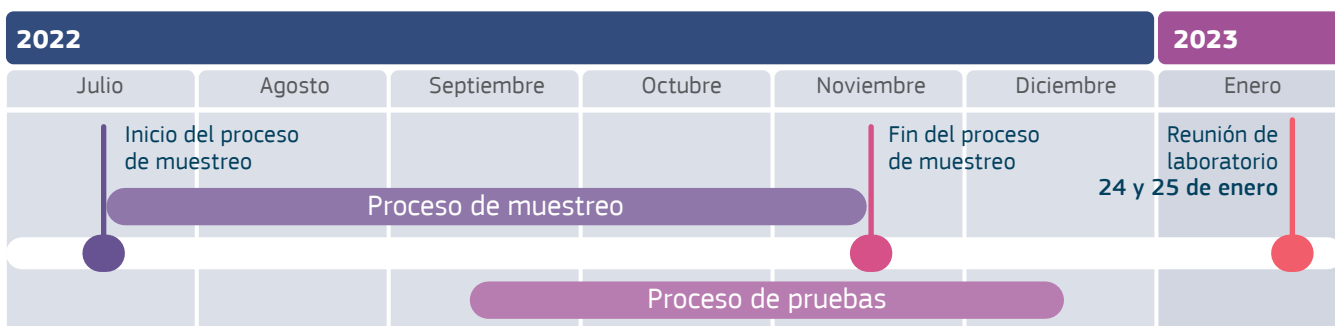 2022
2023
Julio
Agosto
Septiembre
Octubre
Noviembre
Diciembre
Enero
Inicio del proceso
de muestreo
Fin del proceso
de muestreo
Reunión de
laboratorio
24 y 25 de enero
Proceso de muestreo
Proceso de pruebas